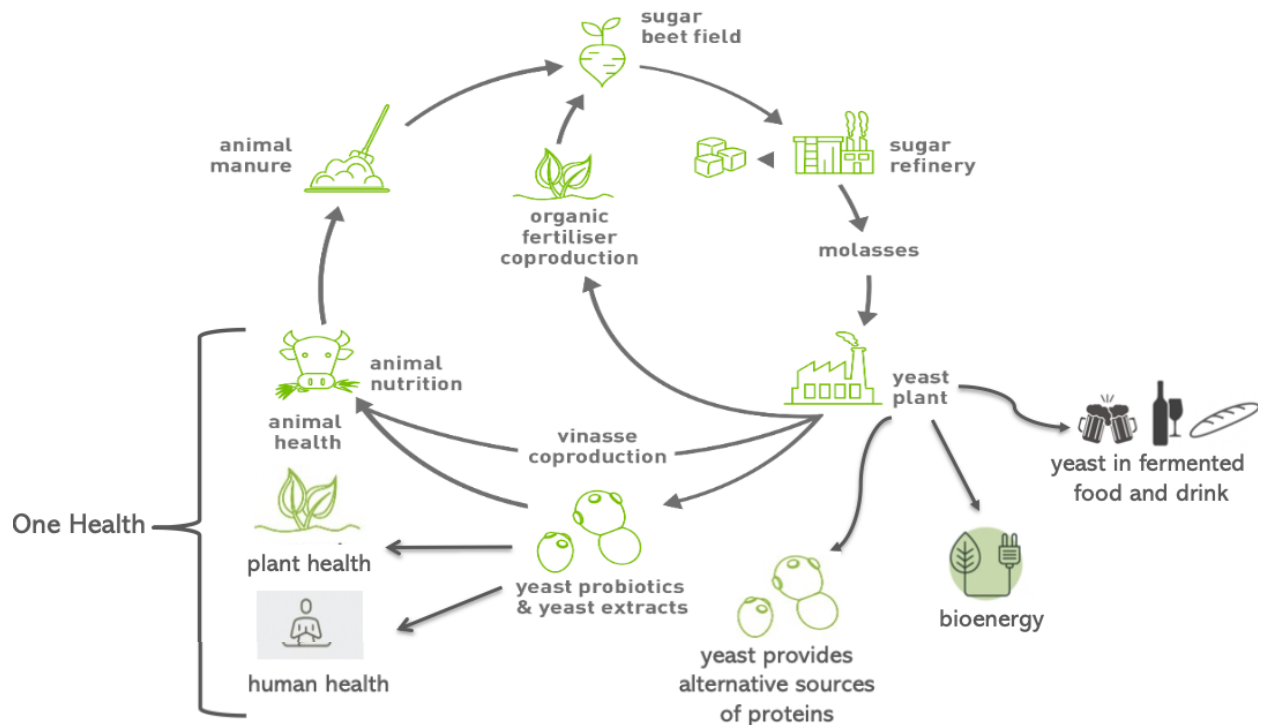 sugar
beet field
animal
manure
sugar
refinery
organic
fertiliser
coproduction
molasses
animal
nutrition
yeast
plant
animal
health
vinasse
coproduction
yeast in fermented
food and drink
One Health
plant health
yeast probiotics
& yeast extracts
bioenergy
human health
yeast provides
alternative sources
of proteins